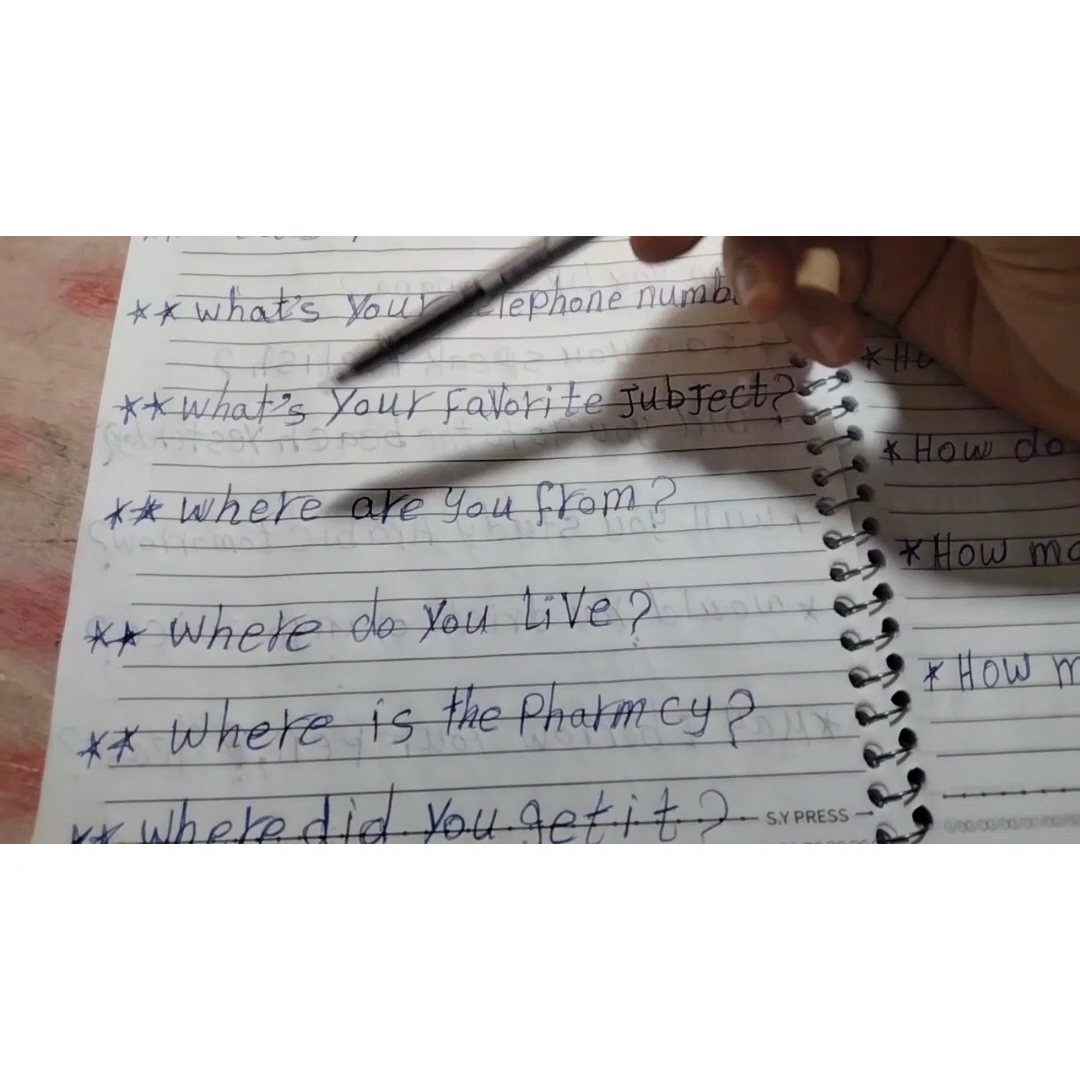 ** what's your telephone numb
** what's your favorite subject?
** where are you from?
** where do you live?
** where is the pharmcy?
** where did you get it?
S.Y PRESS
* Ho
* How do
* How ma
* How m